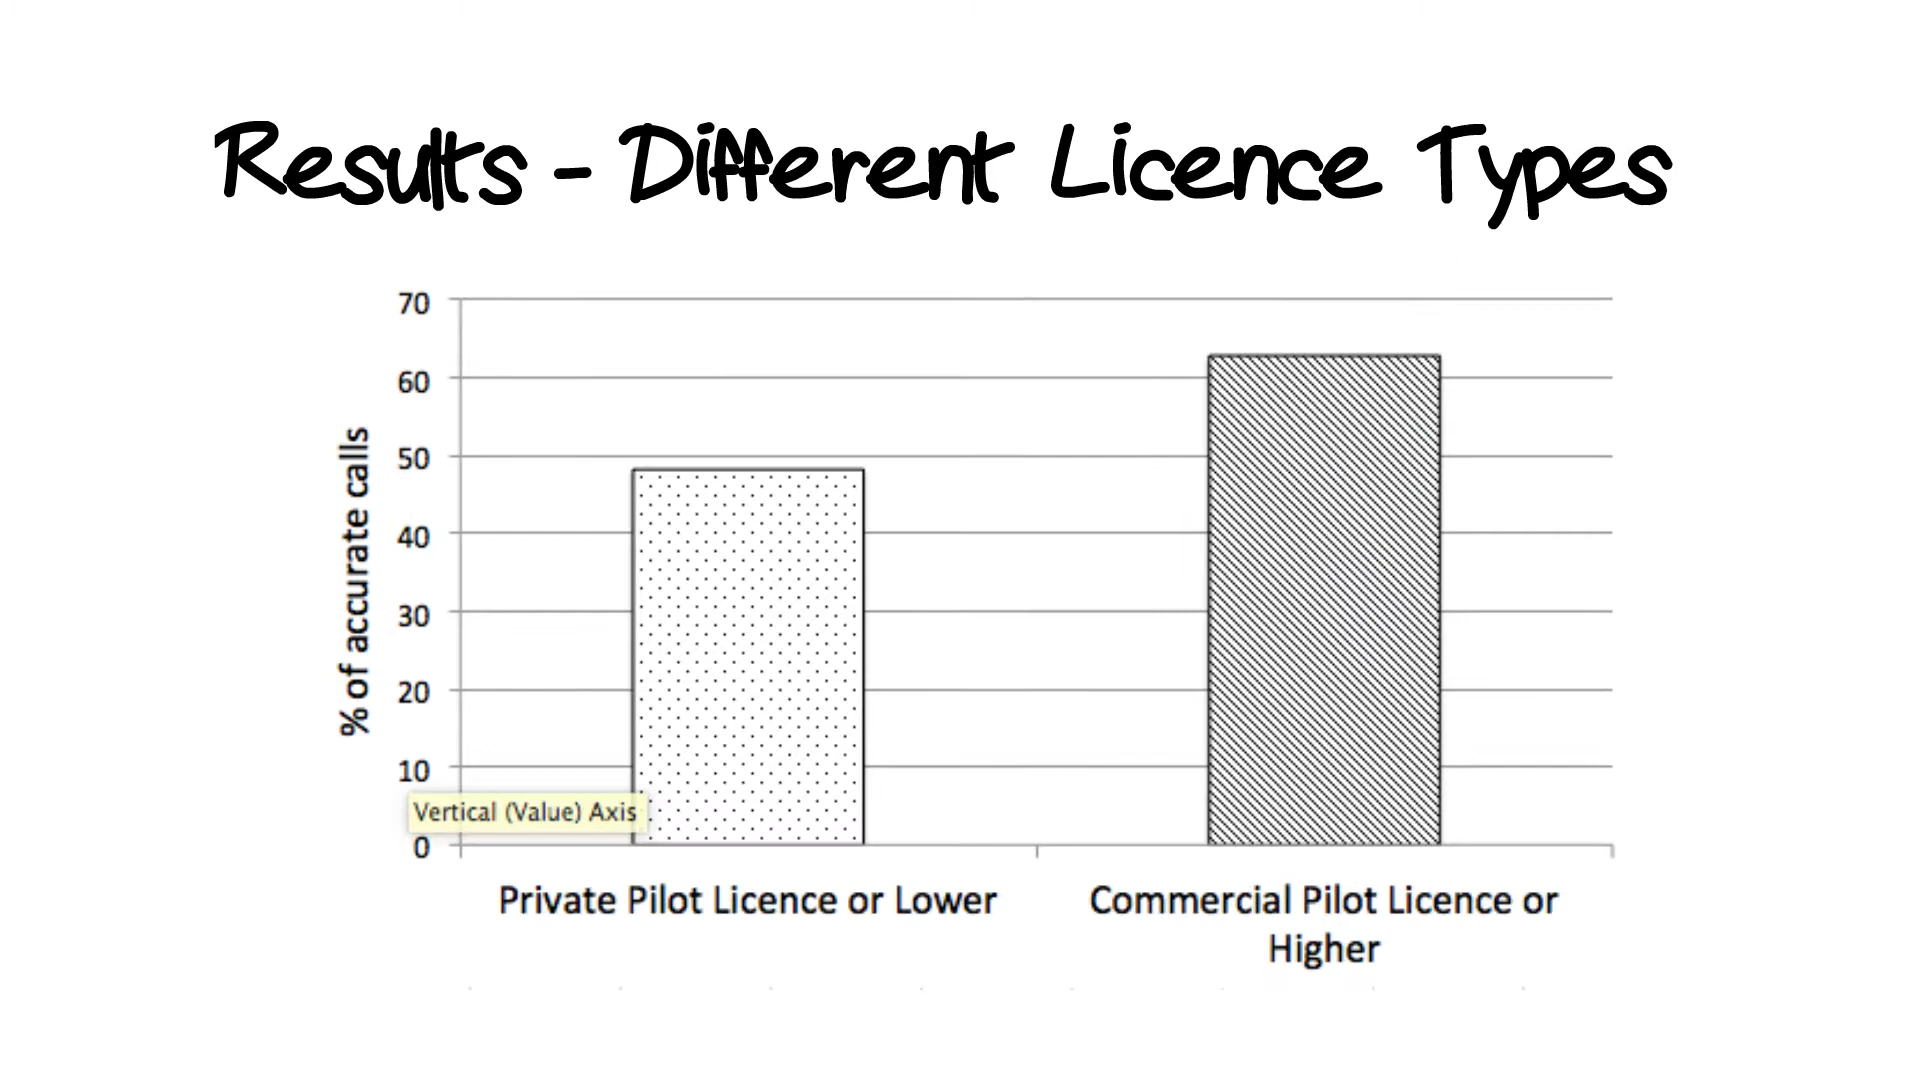 Results - Different Licence Types
70
60
50
40
30
20
10
0
% of accurate calls
Vertical (Value) Axis
Private Pilot Licence or Lower
Commercial Pilot Licence or
Higher